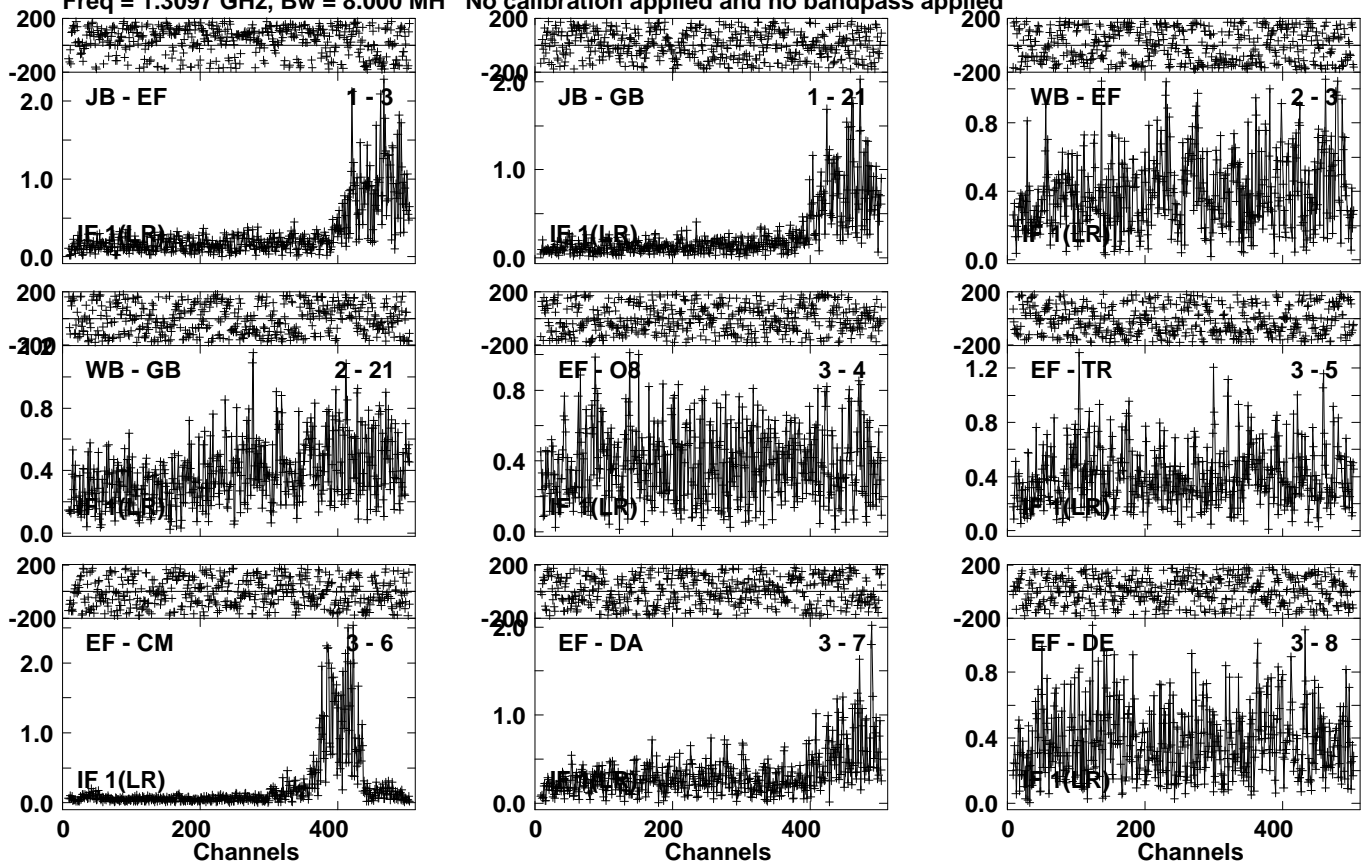 Freq = 1.3097 GHz, Bw = 8.000 MH No calibration applied and no bandpass applied
200 200 200
-200 -200 -200
JB - EF 1 - 3 JB - GB 1 - 21 WB - EF 2 - 3
2.0 2.0 0.8
1.0 1.0 0.4
IF 1(LR) IF 1(LR) IF 1(LR)
0.0 0.0 0.0
200 200 200
-200 -200 -200
1.2 1.2
WB - GB 2 - 21 EF - O8 3 - 4 EF - TR 3 - 5
0.8 0.8 0.8
0.4 0.4 0.4
IF 1(LR) IF 1(LR) IF 1(LR)
0.0 0.0 0.0
200 200 200
-200 -200 -200
2.0
EF - CM 3 - 6 EF - DA 3 - 7 EF - DE 3 - 8
2.0 0.8
1.0 1.0 0.4
IF 1(LR) IF 1(LR) IF 1(LR)
0.0 0.0 0.0
0 200 400 0 200 400 0 200 400
Channels Channels Channels